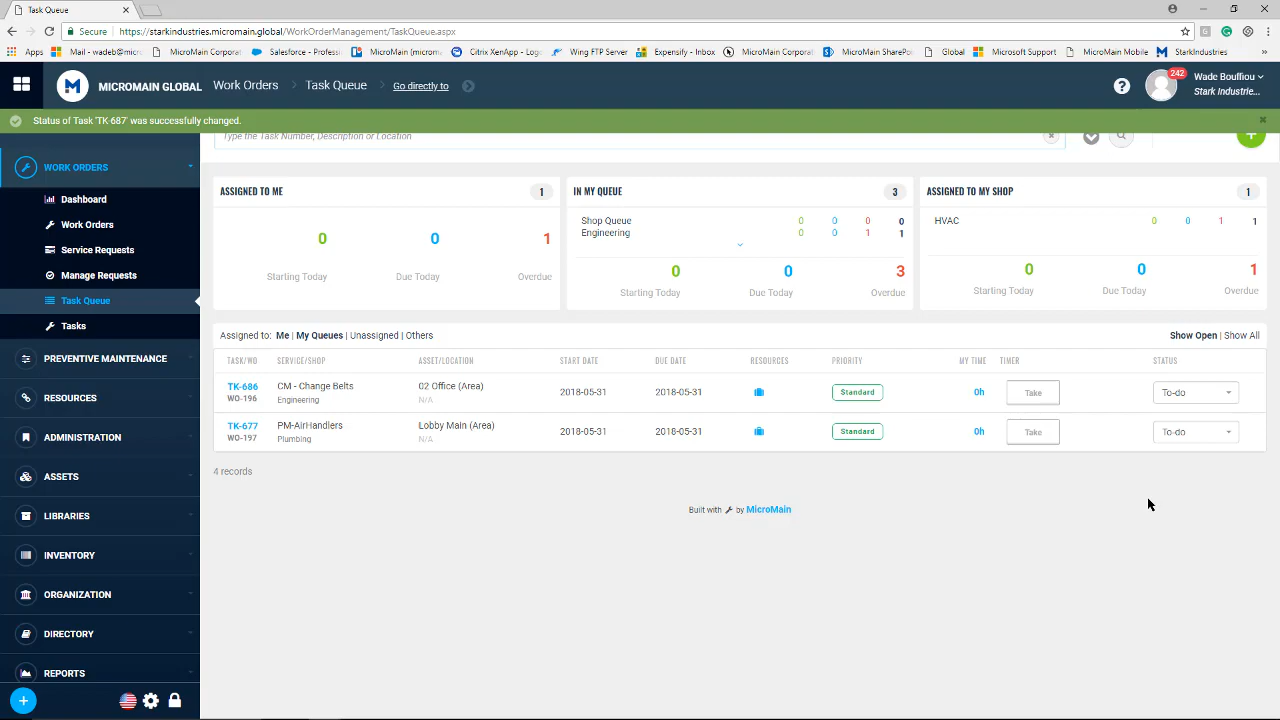 Task Queue
Secure | https://starkindustries.micromain.global/WorkOrderManagement/TaskQueue.aspx
Apps Mail - wadeb@micro MicroMain Corporat Salesforce - Profess MicroMain (microm Citrix XenApp - Logi Wing FTP Server Expensify - Inbox MicroMain Corporat MicroMain SharePo Global Microsoft Support MicroMain Mobile StarkIndustries »
MICROMAIN GLOBAL Work Orders Task Queue Go directly to
242
Wade Bouffiou
Stark Industrie...
Status of Task 'TK-687' was successfully changed.
Type the Task Number, Description or Location
WORK ORDERS
Dashboard
Work Orders
Service Requests
Manage Requests
Task Queue
Tasks
PREVENTIVE MAINTENANCE
RESOURCES
ADMINISTRATION
ASSETS
LIBRARIES
INVENTORY
ORGANIZATION
DIRECTORY
REPORTS
ASSIGNED TO ME 1
0 0 1
Starting Today Due Today Overdue
IN MY QUEUE 3
Shop Queue 0 0 0 0
Engineering 0 0 1 1
0 0 3
Starting Today Due Today Overdue
ASSIGNED TO MY SHOP 1
HVAC 0 0 1 1
0 0 1
Starting Today Due Today Overdue
Assigned to: Me | My Queues | Unassigned | Others Show Open | Show All
TASK/WO SERVICE/SHOP ASSET/LOCATION START DATE DUE DATE RESOURCES PRIORITY MY TIME TIMER STATUS
TK-686 CM - Change Belts 02 Office (Area) 2018-05-31 2018-05-31 Standard 0h Take To-do
WO-196 Engineering N/A
TK-677 PM-AirHandlers Lobby Main (Area) 2018-05-31 2018-05-31 Standard 0h Take To-do
WO-197 Plumbing N/A
4 records
Built with by MicroMain